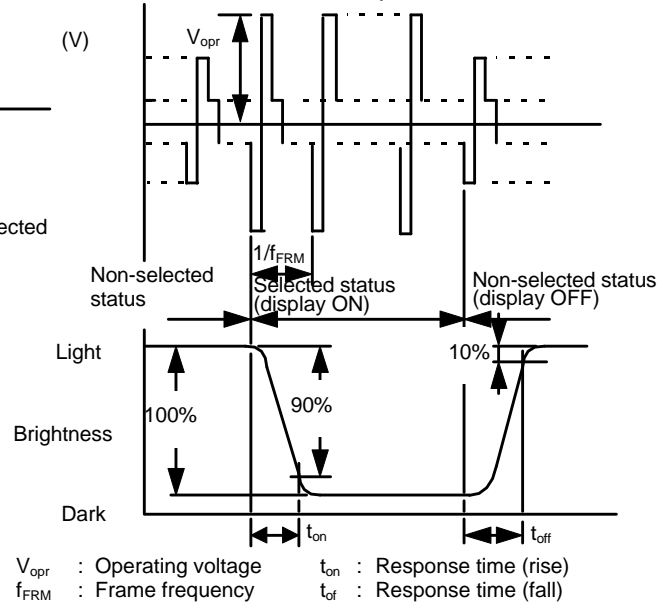 (V)
Vopr
ected
1/fFRM
Non-selected
status
Selected status
(display ON)
Non-selected status
(display OFF)
Light
10%
100%
90%
Brightness
Dark
ton
toff
Vopr : Operating voltage ton : Response time (rise)
fFRM : Frame frequency tof : Response time (fall)